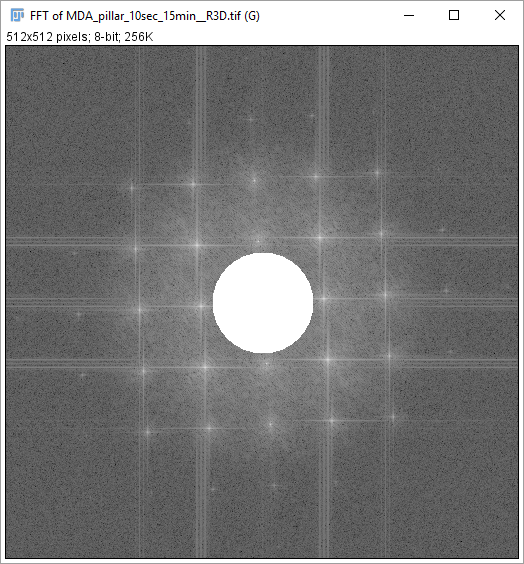 FFT of MDA_pillar_10sec_15min__R3D.tif (G)
512x512 pixels; 8-bit; 256K